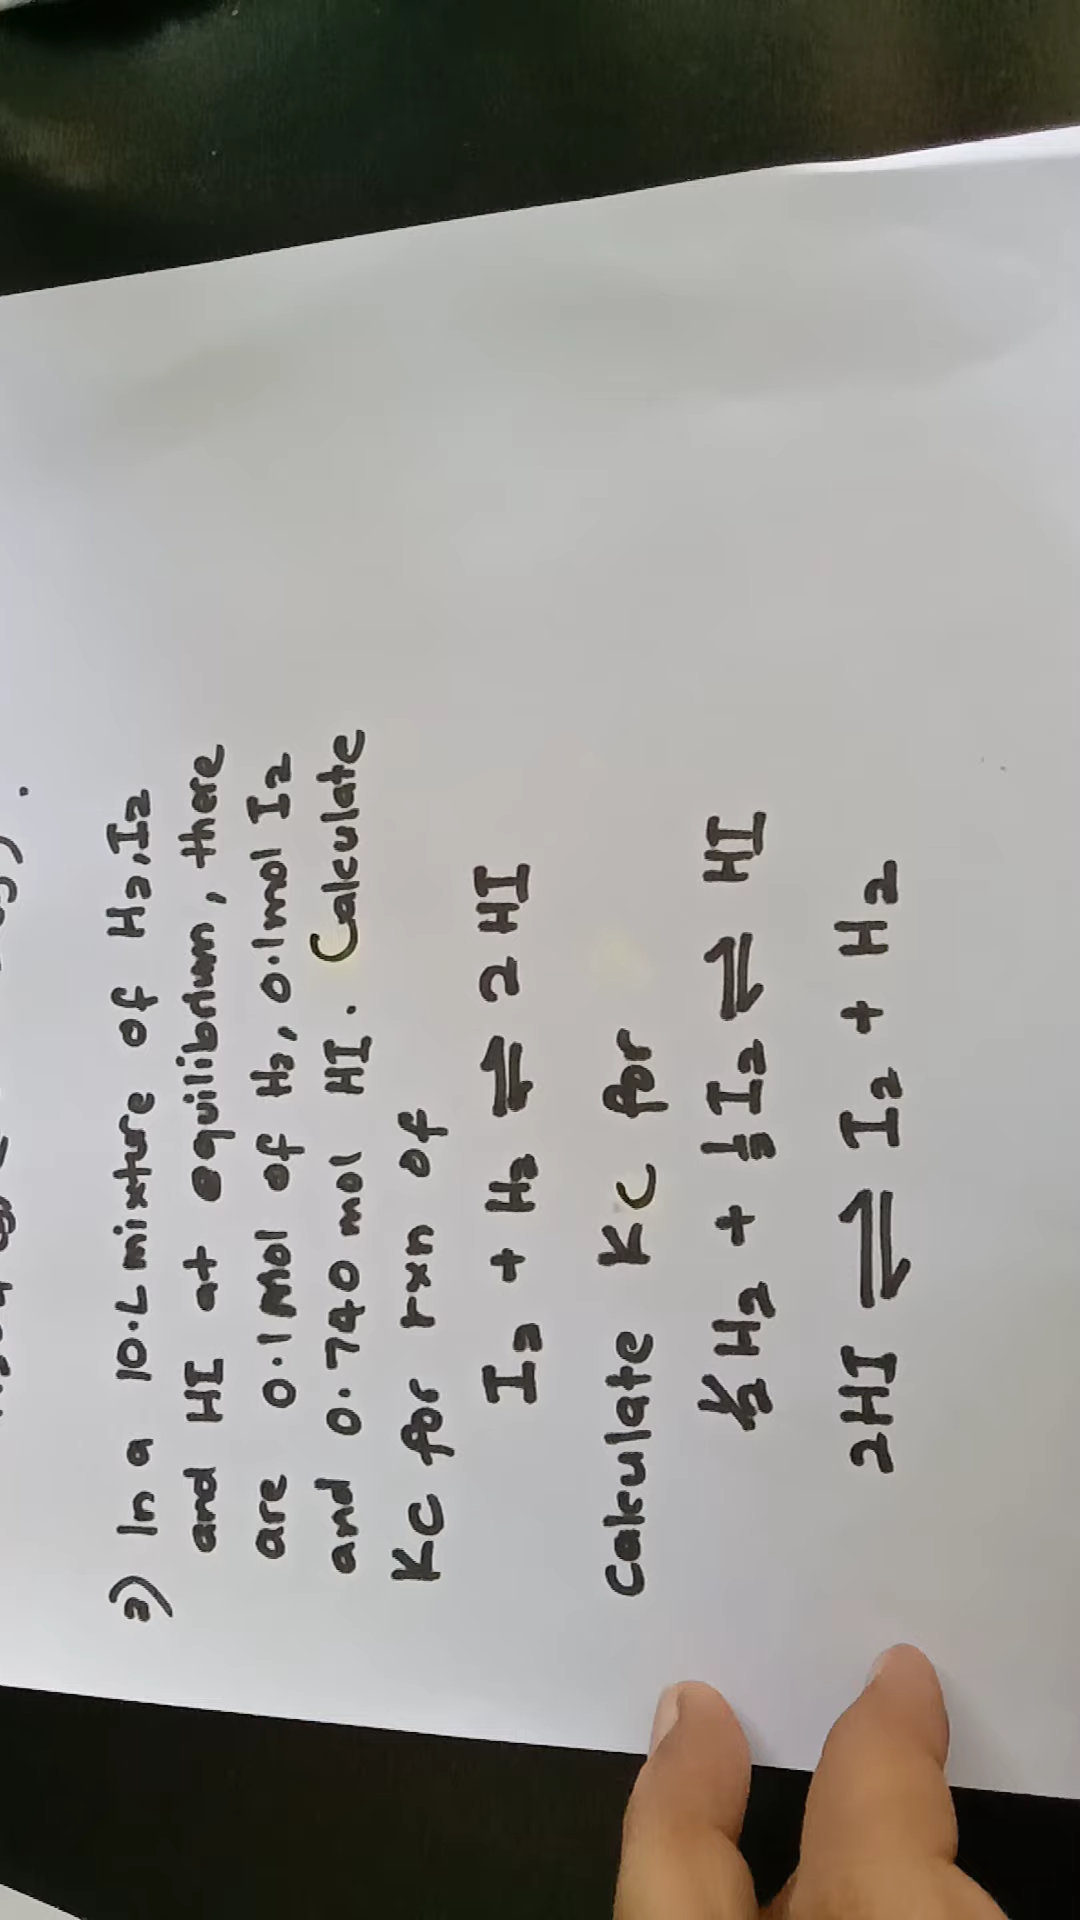 2) In a 10.L mixture of H2, I2
and HI at equilibrium, there
are 0.1 mol of H2, 0.1 mol I2
and 0.740 mol HI. Calculate
Kc for rxn of
I2 + H2 ⇌ 2 HI
Calculate Kc for
½ H2 + ½ I2 ⇌ HI
2HI ⇌ I2 + H2